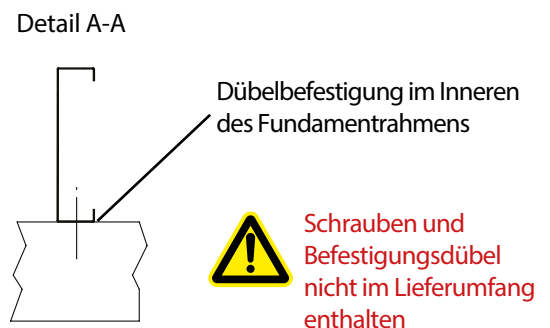 Detail A-A
Dübelbefestigung im Inneren
des Fundamentrahmens
Schrauben und
Befestigungsdübel
nicht im Lieferumfang
enthalten